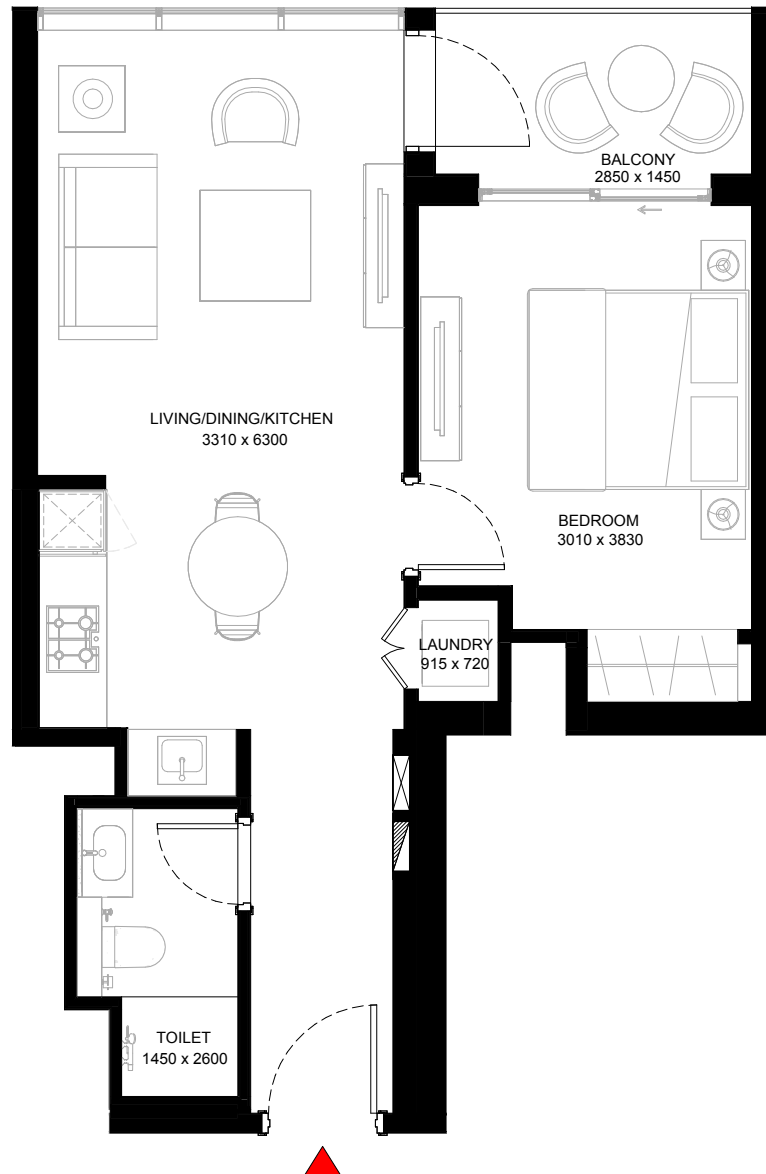 BALCONY
2850 x 1450
LIVING/DINING/KITCHEN
3310 x 6300
BEDROOM
3010 x 3830
LAUNDRY
915 x 720
TOILET
1450 x 2600